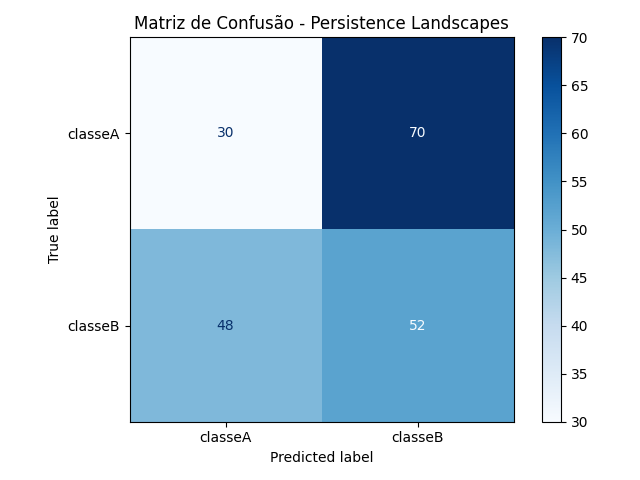 Matriz de Confusão - Persistence Landscapes
True label
classeA
classeB
30
70
48
52
classeA
classeB
Predicted label
70
65
60
55
50
45
40
35
30